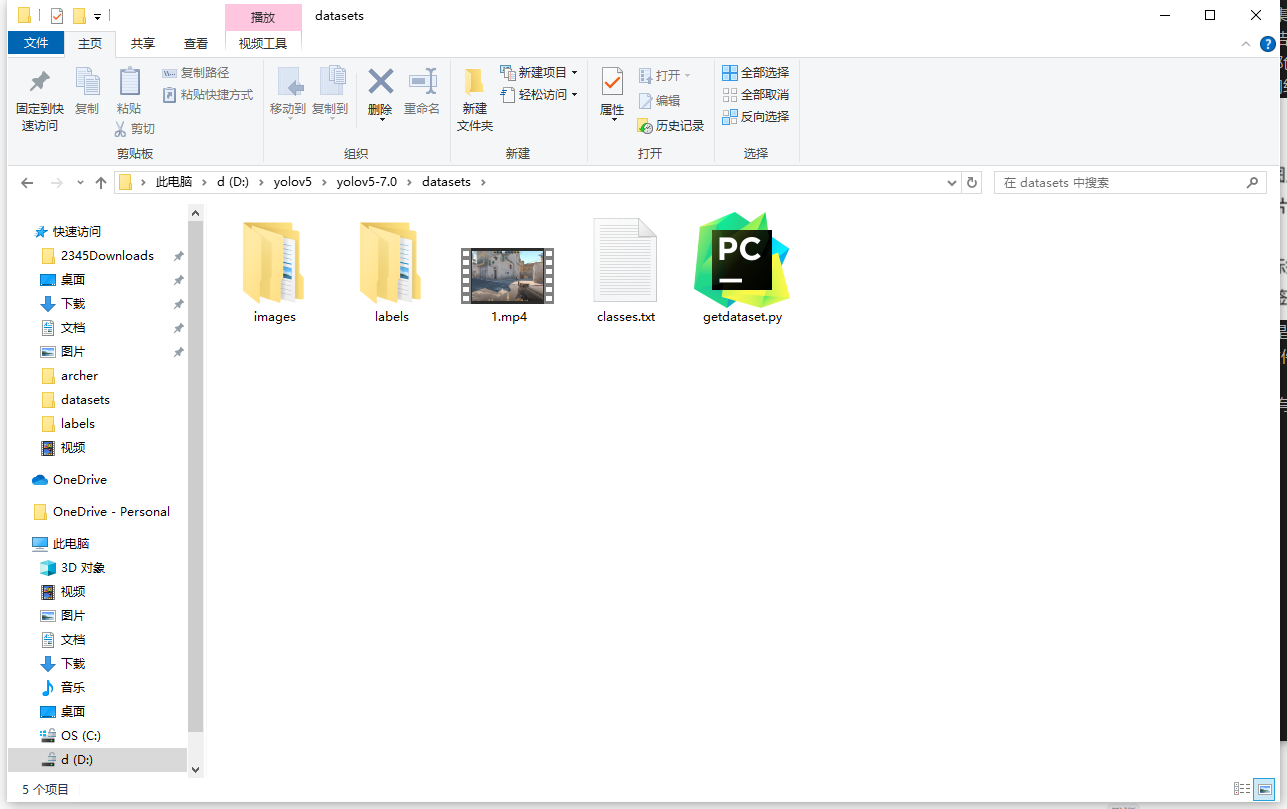 datasets
播放
文件
主页
共享
查看
视频工具
固定到快
速访问
复制
粘贴
复制路径
粘贴快捷方式
剪切
剪贴板
移动到
复制到
删除
重命名
组织
新建
文件夹
新建项目
轻松访问
新建
属性
打开
编辑
历史记录
打开
全部选择
全部取消
反向选择
选择
此电脑
d (D:)
yolov5
yolov5-7.0
datasets
在 datasets 中搜索
快速访问
2345Downloads
桌面
下载
文档
图片
archer
datasets
labels
视频
OneDrive
OneDrive - Personal
此电脑
3D 对象
视频
图片
文档
下载
音乐
桌面
OS (C:)
d (D:)
images
labels
1.mp4
classes.txt
PC
getdataset.py
5 个项目